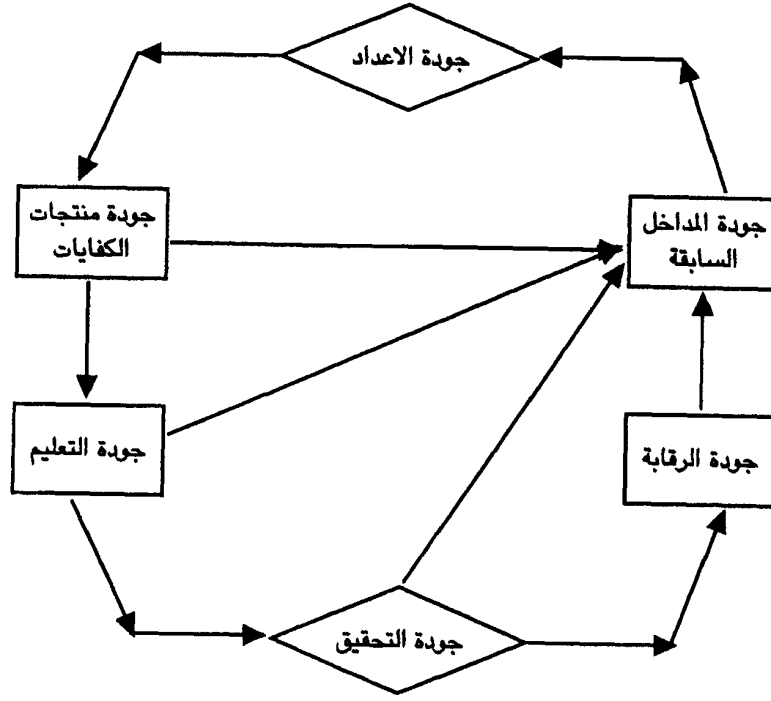 جودة الاعداد
جودة المداخل
السابقة
جودة منتجات
الكفايات
جودة الرقابة
جودة التعليم
جودة التحقيق